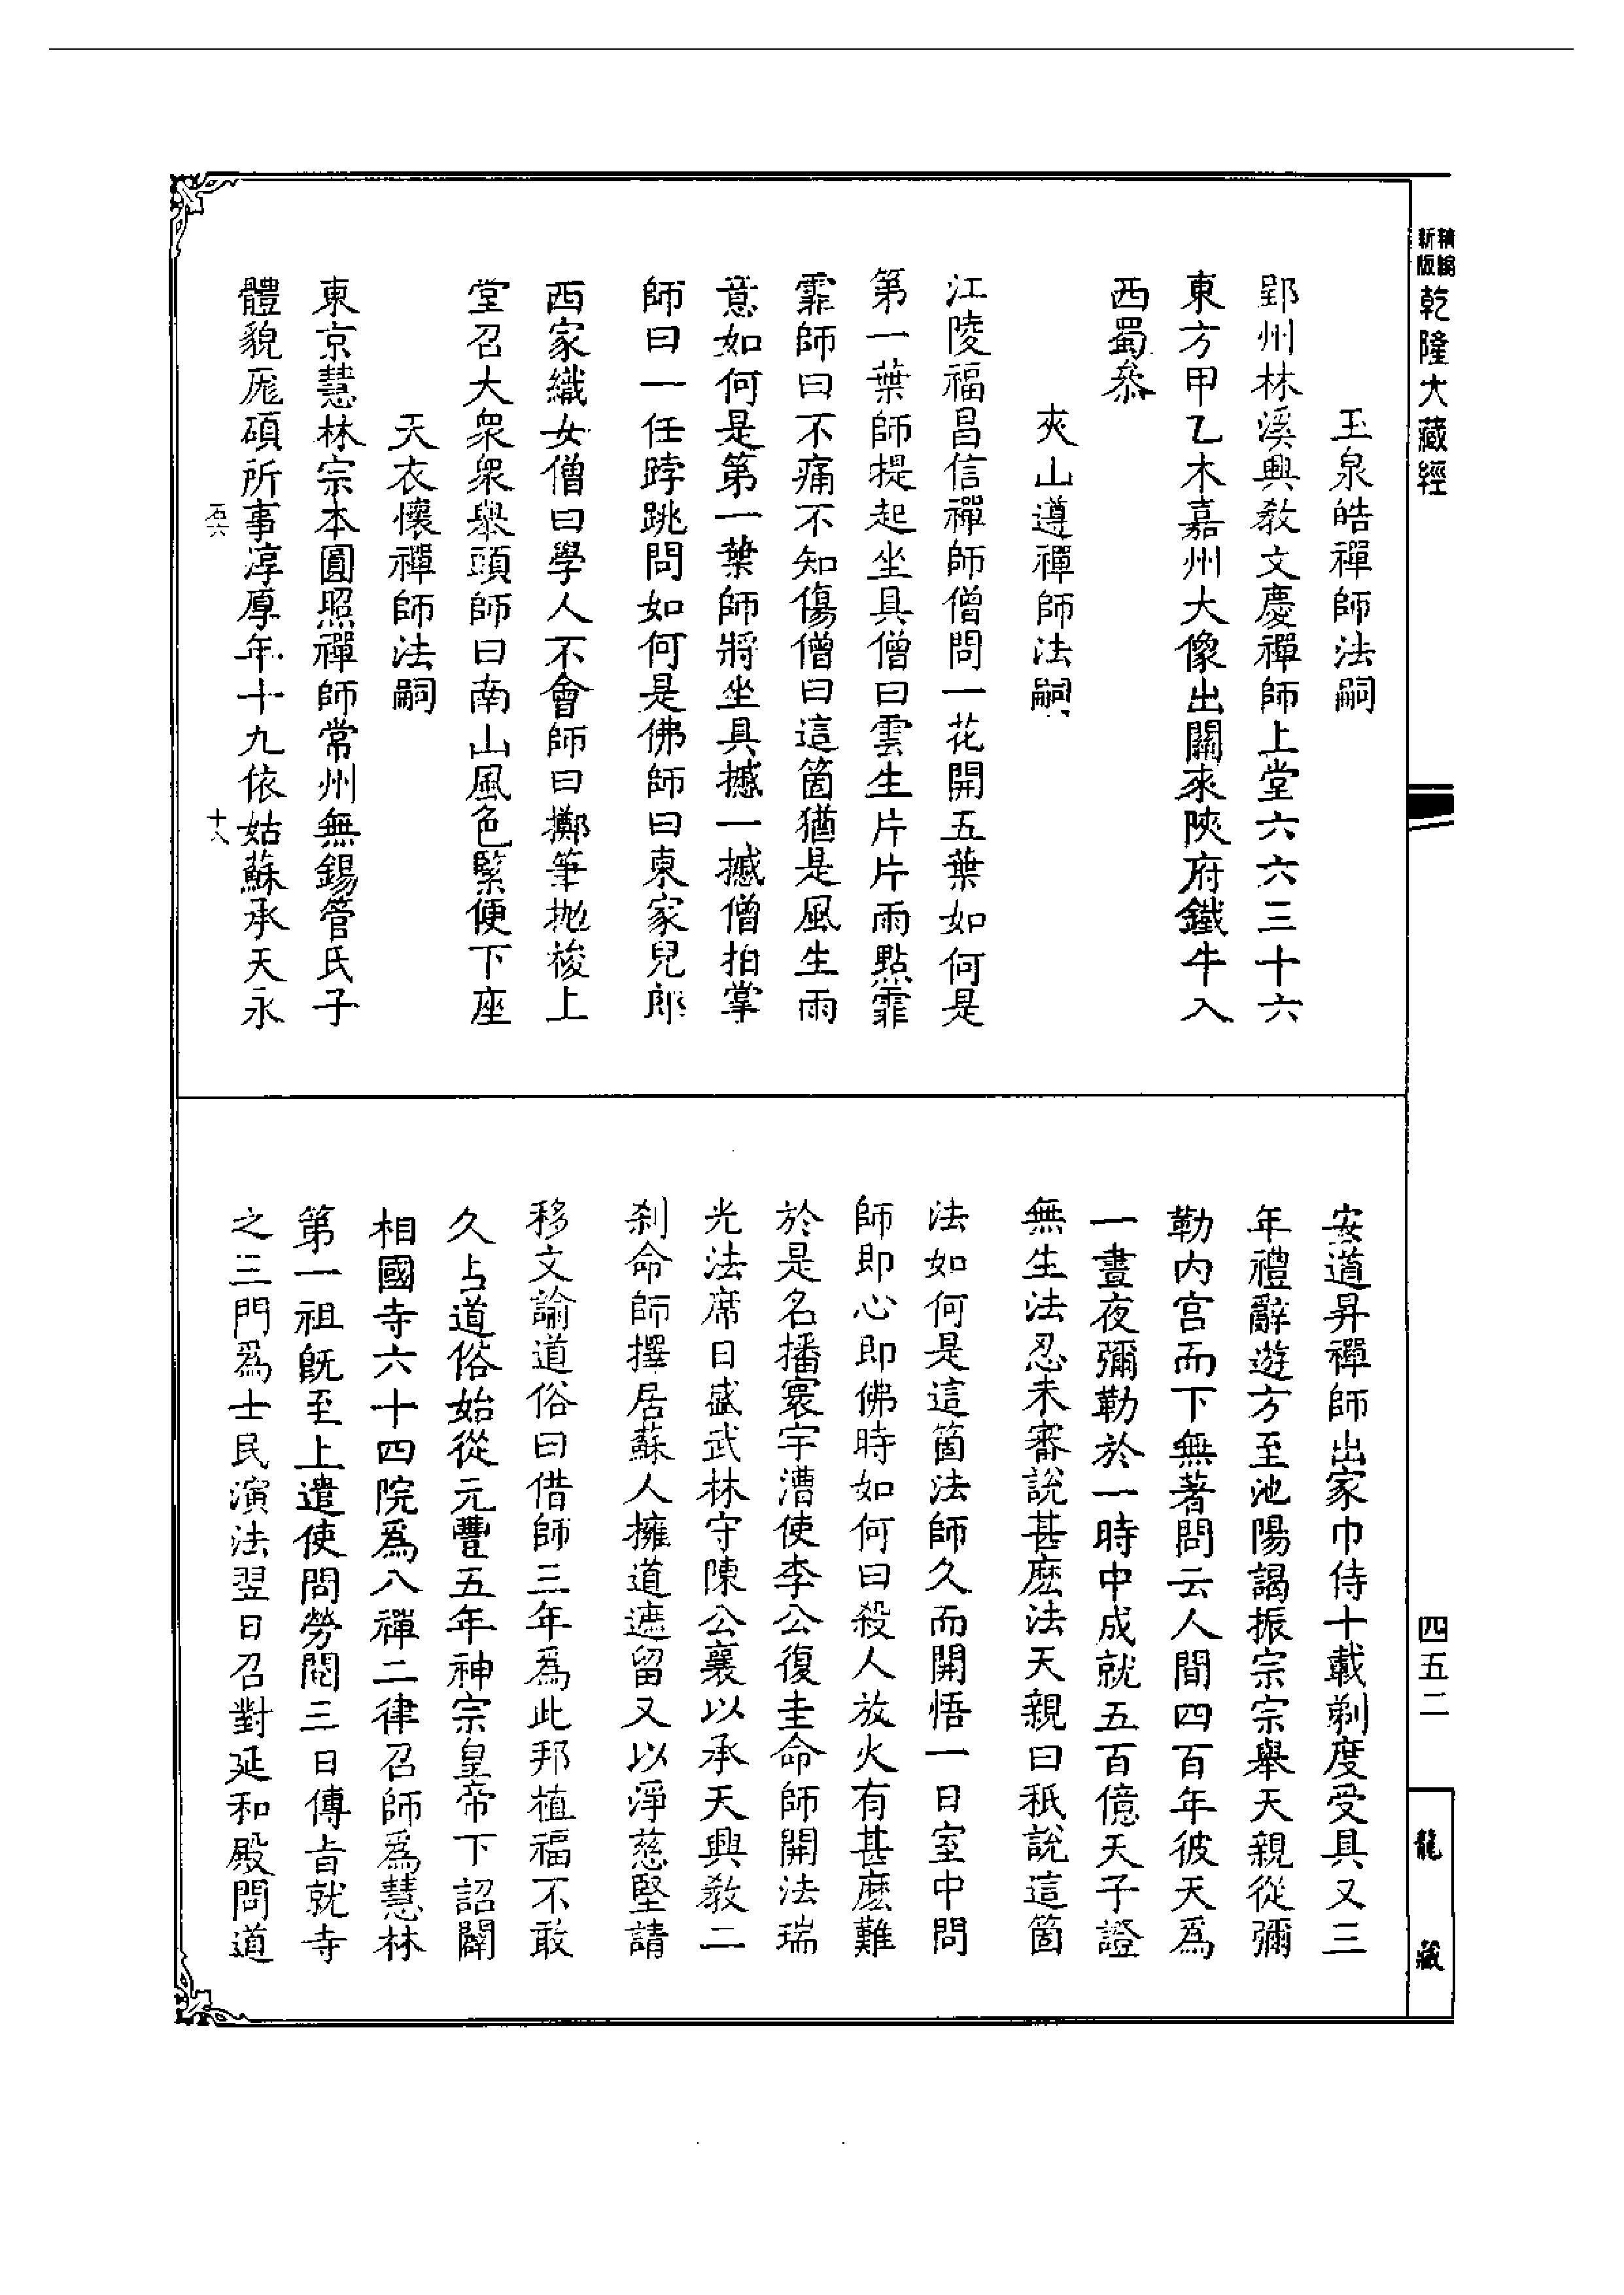 新版精縮乾隆大藏經
玉泉皓禪師法嗣
郢州林溪興敎文慶禪師上堂六六三十六
東方甲乙木嘉州大像出關來陝府鐵牛入
西蜀叅
夾山遵禪師法嗣
江陵福昌信禪師僧問一花開五葉如何是
第一葉師提起坐具僧曰雲生片片雨點霏
霏師曰不痛不知傷僧曰這箇猶是風生雨
意如何是第一葉師將坐具撼一撼僧拍掌
師曰一任𨁝跳問如何是佛師曰東家兒郎
西家織女僧曰學人不會師曰擲筆抛梭上
堂召大衆衆舉頭師曰南山風色緊便下座
天衣懷禪師法嗣
東京慧林宗本圓照禪師常州無錫管氏子
體貌厖碩所事淳厚年十九依姑蘇承天永
十八
安道昇禪師出家巾侍十載剃度受具又三
年禮辭遊方至池陽謁振宗宗舉天親從彌
勒內宮而下無著問云人間四百年彼天爲
一晝夜彌勒於一時中成就五百億天子證
無生法忍未審說甚麽法天親曰秖說這箇
法如何是這箇法師久而開悟一日室中問
師即心即佛時如何曰殺人放火有甚麽難
於是名播寰宇漕使李公復圭命師開法瑞
光法席日盛武林守陳公襄以承天興敎二
刹命師擇居蘇人擁道遮留又以淨慈堅請
移文諭道俗曰借師三年爲此邦植福不敢
久占道俗始從元豐五年神宗皇帝下詔闢
相國寺六十四院爲八禪二律召師爲慧林
第一祖旣至上遣使問勞閱三日傳旨就寺
之三門爲士民演法翌日召對延和殿問道
四五二
龍藏